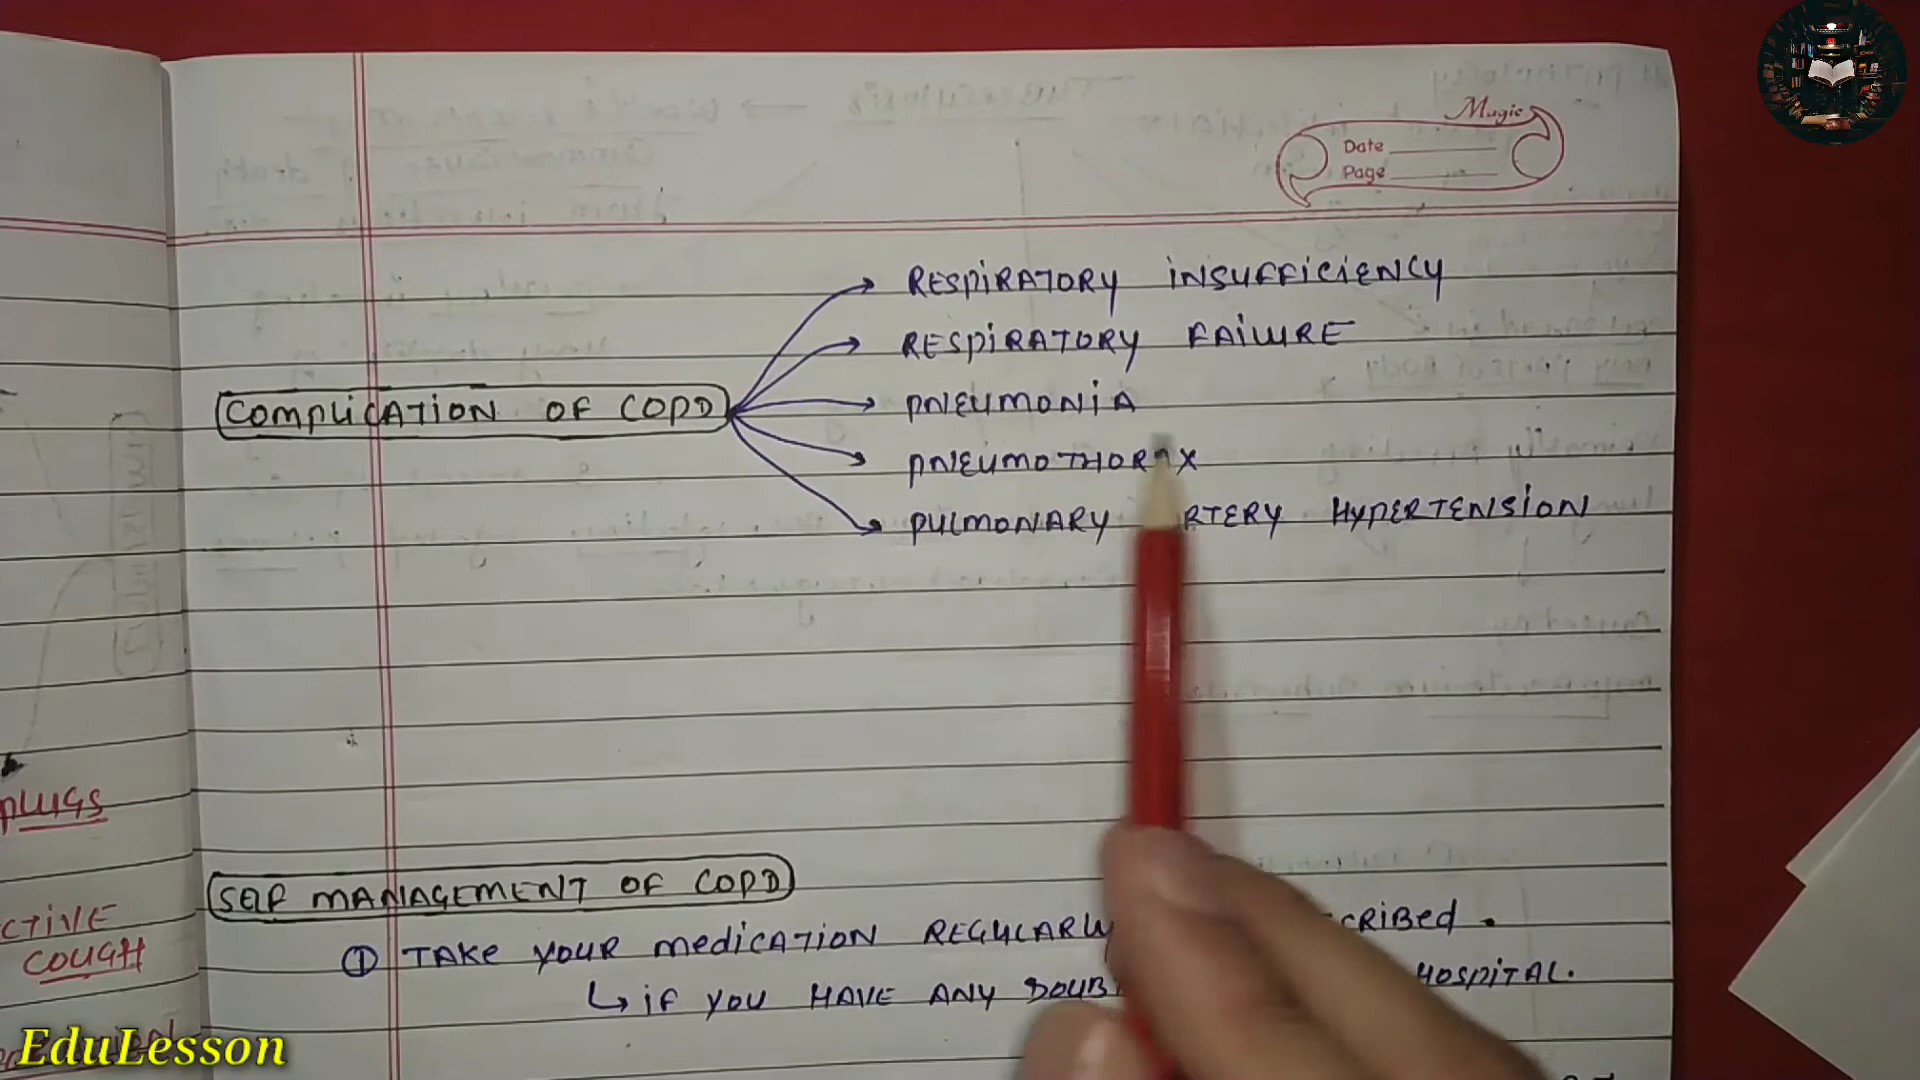 Magic
Date
Page
RESPIRATORY INSUFFICIENCY
RESPIRATORY FAILURE
COMPLICATION OF COPD
PNEUMONIA
PNEUMOTHORAX
PULMONARY RTERY HYPERTENSION
PLUGS
SELF MANAGEMENT OF COPD
CTIVE
① TAKE YOUR MEDICATION REGULARLY CRIBED.
COUGH
↳ IF YOU HAVE ANY DOUB HOSPITAL.
EduLesson